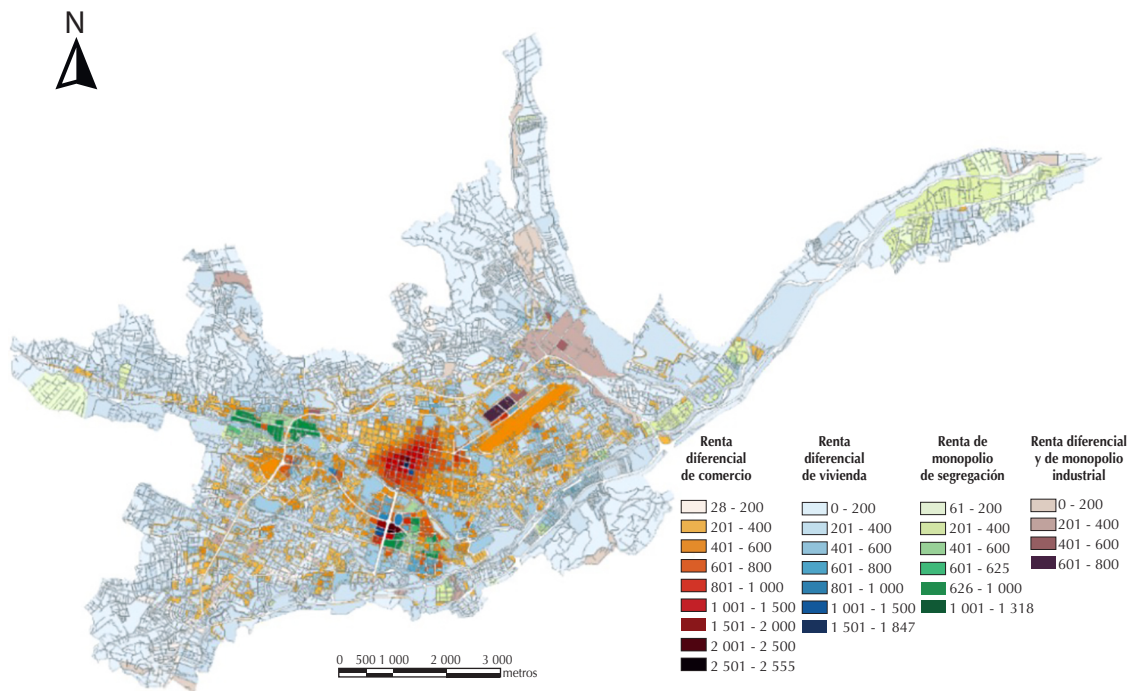 N
0 500 1 000 2 000 3 000
metros
Renta
diferencial
de comercio
28 - 200
201 - 400
401 - 600
601 - 800
801 - 1 000
1 001 - 1 500
1 501 - 2 000
2 001 - 2 500
2 501 - 2 555
Renta
diferencial
de vivienda
0 - 200
201 - 400
401 - 600
601 - 800
801 - 1 000
1 001 - 1 500
1 501 - 1 847
Renta de
monopolio
de segregación
61 - 200
201 - 400
401 - 600
601 - 625
626 - 1 000
1 001 - 1 318
Renta diferencial
y de monopolio
industrial
0 - 200
201 - 400
401 - 600
601 - 800